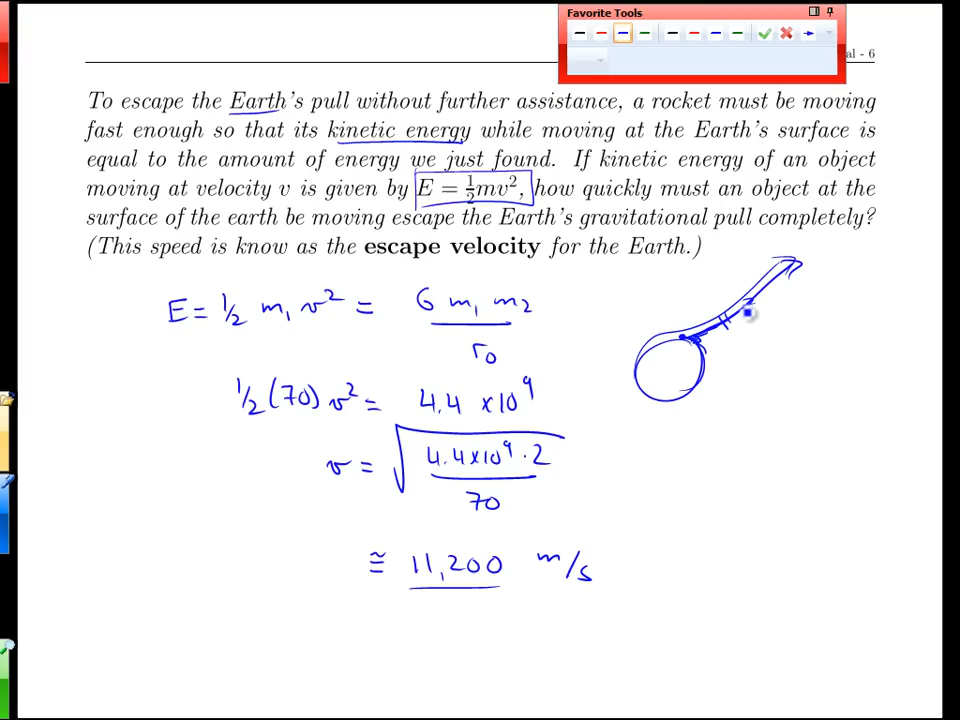 Favorite Tools
al - 6
To escape the Earth's pull without further assistance, a rocket must be moving
fast enough so that its kinetic energy while moving at the Earth's surface is
equal to the amount of energy we just found. If kinetic energy of an object
moving at velocity v is given by E = ½mv², how quickly must an object at the
surface of the earth be moving escape the Earth's gravitational pull completely?
(This speed is know as the escape velocity for the Earth.)
E = 1/2 m₁ v² = G m₁ m₂ / r₀
1/2 (70) v² = 4.4 × 10⁹
v = √(4.4×10⁹ · 2 / 70)
≅ 11,200 m/s